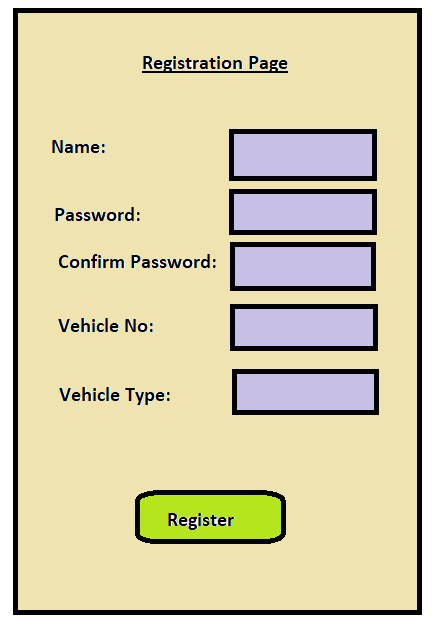 Registration Page
Name:
Password:
Confirm Password:
Vehicle No:
Vehicle Type:
Register